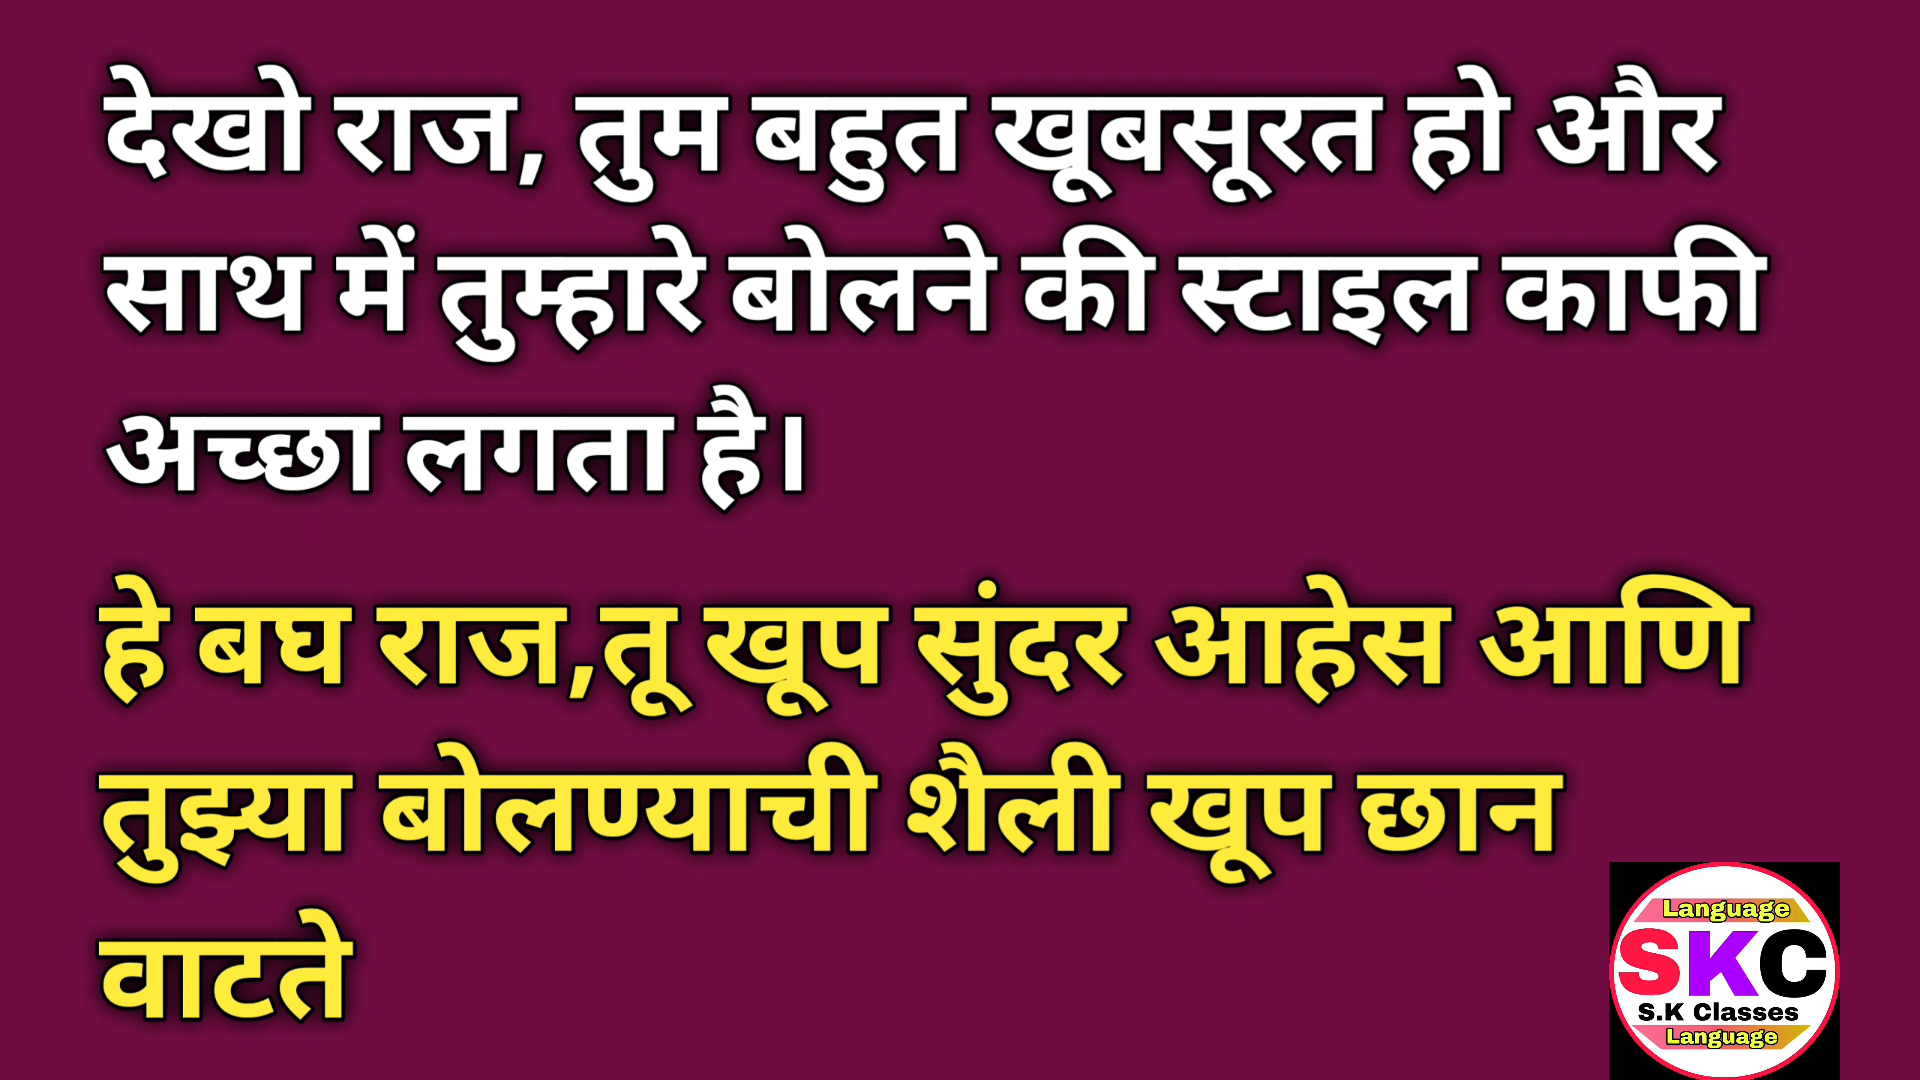 देखो राज, तुम बहुत खूबसूरत हो और
साथ में तुम्हारे बोलने की स्टाइल काफी
अच्छा लगता है।
हे बघ राज,तू खूप सुंदर आहेस आणि
तुझ्या बोलण्याची शैली खूप छान
वाटते
Language
SKC
S.K Classes
Language